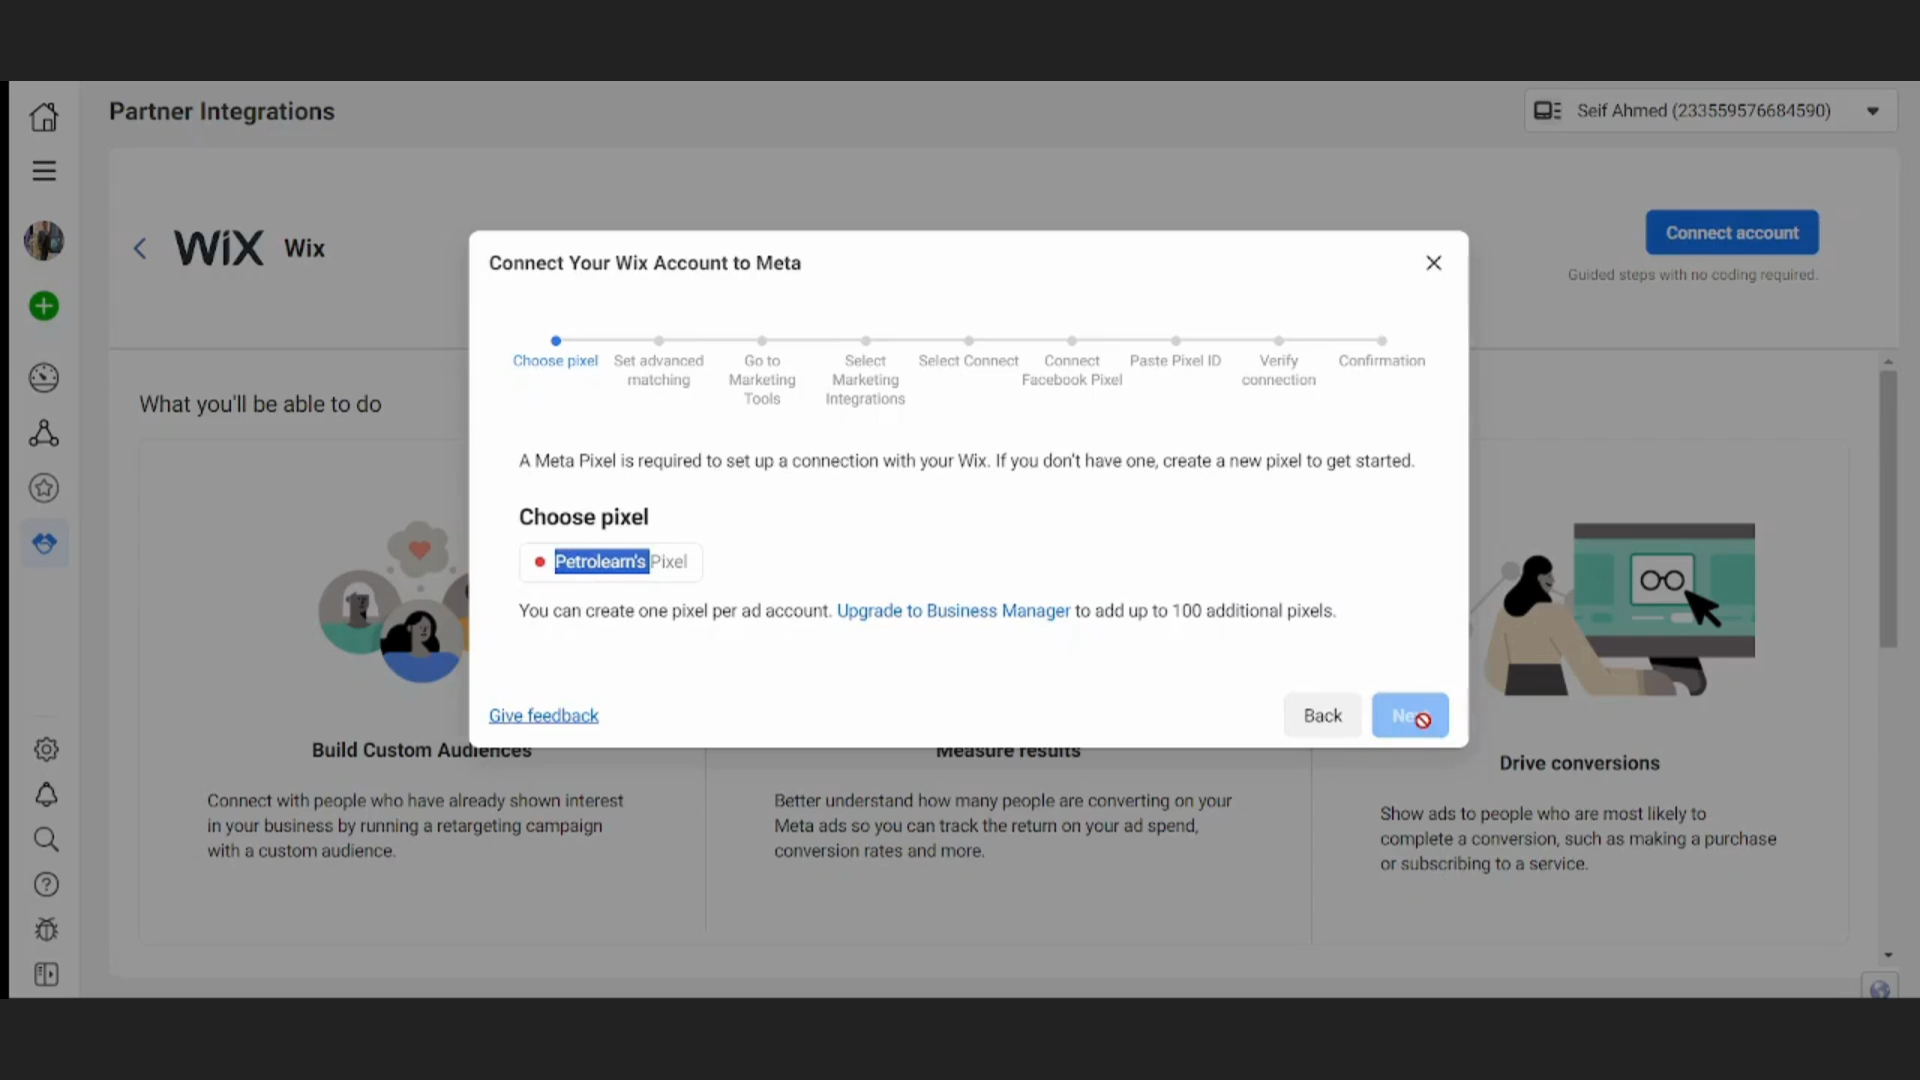 Partner Integrations
Seif Ahmed (233559576684590)
WiX Wix
Connect account
Guided steps with no coding required.
Connect Your Wix Account to Meta
Choose pixel
Set advanced
matching
Go to
Marketing
Tools
Select
Marketing
Integrations
Select Connect
Connect
Facebook Pixel
Paste Pixel ID
Verify
connection
Confirmation
What you'll be able to do
A Meta Pixel is required to set up a connection with your Wix. If you don't have one, create a new pixel to get started.
Choose pixel
Petrolearn's Pixel
You can create one pixel per ad account. Upgrade to Business Manager to add up to 100 additional pixels.
Give feedback
Back
Build Custom Audiences
Connect with people who have already shown interest
in your business by running a retargeting campaign
with a custom audience.
Measure results
Better understand how many people are converting on your
Meta ads so you can track the return on your ad spend,
conversion rates and more.
Drive conversions
Show ads to people who are most likely to
complete a conversion, such as making a purchase
or subscribing to a service.